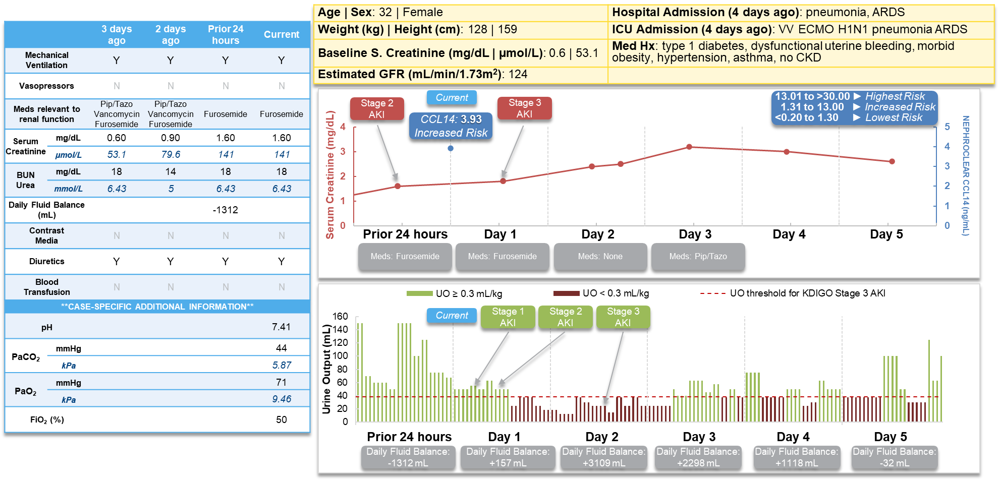 Age | Sex: 32 | Female
Hospital Admission (4 days ago): pneumonia, ARDS
Weight (kg) | Height (cm): 128 | 159
ICU Admission (4 days ago): VV ECMO H1N1 pneumonia ARDS
Baseline S. Creatinine (mg/dL | µmol/L): 0.6 | 53.1
Med Hx: type 1 diabetes, dysfunctional uterine bleeding, morbid
obesity, hypertension, asthma, no CKD
Estimated GFR (mL/min/1.73m²): 124
3 days ago 2 days ago Prior 24 hours Current
Mechanical Ventilation Y Y Y Y
Vasopressors N N N N
Meds relevant to renal function Pip/Tazo Vancomycin Furosemide Pip/Tazo Vancomycin Furosemide Furosemide Furosemide
Serum Creatinine mg/dL 0.60 0.90 1.60 1.60
µmol/L 53.1 79.6 141 141
BUN Urea mg/dL 18 14 18 18
mmol/L 6.43 5 6.43 6.43
Daily Fluid Balance (mL) -1312
Contrast Media N N N N
Diuretics Y Y Y Y
Blood Transfusion N N N N
**CASE-SPECIFIC ADDITIONAL INFORMATION**
pH 7.41
PaCO₂ mmHg 44
kPa 5.87
PaO₂ mmHg 71
kPa 9.46
FiO₂ (%) 50
Stage 2 AKI
Current
CCL14: 3.93
Increased Risk
Stage 3 AKI
13.01 to >30.00 ► Highest Risk
1.31 to 13.00 ► Increased Risk
<0.20 to 1.30 ► Lowest Risk
Serum Creatinine (mg/dL)
4
3
2
1
0
NEPHROCLEAR CCL14 (ng/mL)
5
4
3
2
1
0
Prior 24 hours Day 1 Day 2 Day 3 Day 4 Day 5
Meds: Furosemide Meds: Furosemide Meds: None Meds: Pip/Tazo
UO ≥ 0.3 mL/kg UO < 0.3 mL/kg UO threshold for KDIGO Stage 3 AKI
Current
Stage 1 AKI
Stage 2 AKI
Stage 3 AKI
Urine Output (mL)
160
140
120
100
80
60
40
20
0
Prior 24 hours Day 1 Day 2 Day 3 Day 4 Day 5
Daily Fluid Balance: -1312 mL
Daily Fluid Balance: +157 mL
Daily Fluid Balance: +3109 mL
Daily Fluid Balance: +2298 mL
Daily Fluid Balance: +1118 mL
Daily Fluid Balance: -32 mL